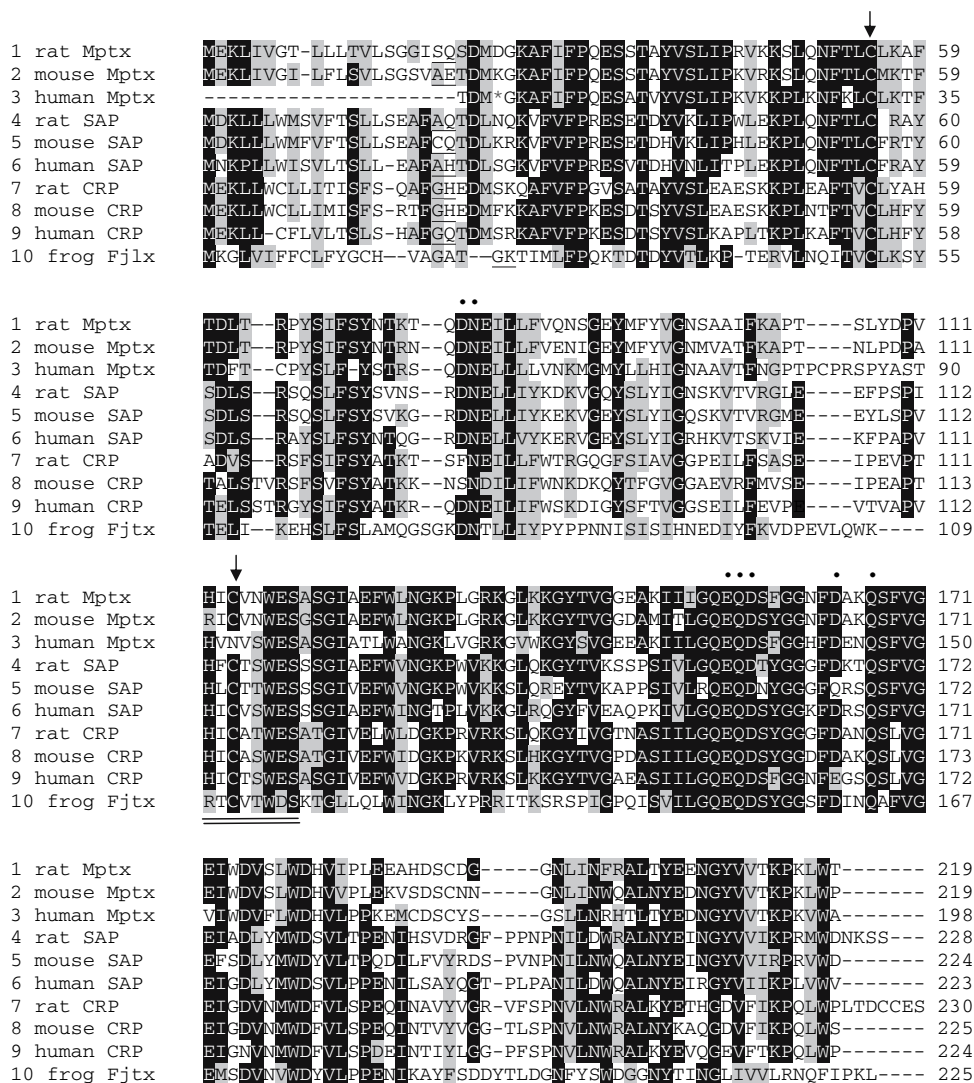 1 rat Mptx MEKLIVGT-LLLTVLSGGISQSDMDGKAFIFPQESSTAYVSLIPRVKKSLQNFTLCLKAF 59
2 mouse Mptx MEKLIVGI-LFLSVLSGSVAETDMKGKAFIFPQESSTAYVSLIPKVRKSLQNFTLCMKTF 59
3 human Mptx ---------------------TDM*GKAFIFPQESATVYVSLIPKVKKPLKNFKLCLKTF 35
4 rat SAP MDKLLLWMSVFTSLLSEAFAQTDLNQKVFVFPRESETDYVKLIPWLEKPLQNFTLC RAY 60
5 mouse SAP MDKLLLWMFVFTSLLSEAFCQTDLKRKVFVFPRESETDHVKLIPHLEKPLQNFTLCFRTY 60
6 human SAP MNKPLLWISVLTSLL-EAFAHTDLSGKVFVFPRESVTDHVNLITPLEKPLQNFTLCFRAY 59
7 rat CRP MEKLLWCLLITISFS-QAFGHEDMSKQAFVFPGVSATAYVSLEAESKKPLEAFTVCLYAH 59
8 mouse CRP MEKLLWCLLIMISFS-RTFGHEDMFKKAFVFPKESDTSYVSLEAESKKPLNTFTVCLHFY 59
9 human CRP MEKLL-CFLVLTSLS-HAFGQTDMSRKAFVFPKESDTSYVSLKAPLTKPLKAFTVCLHFY 58
10 frog Fjlx MKGLVIFFCLFYGCH--VAGAT--GKTIMLFPQKTDTDYVTLKP-TERVLNQITVCLKSY 55
1 rat Mptx TDLT--RPYSIFSYNTKT--QDNEILLFVQNSGEYMFYVGNSAAIFKAPT----SLYDPV 111
2 mouse Mptx TDLT--RPYSIFSYNTRN--QDNEILLFVENIGEYMFYVGNMVATFKAPT----NLPDPA 111
3 human Mptx TDFT--CPYSLF-YSTRS--QDNELLLLVNKMGMYLLHIGNAAVTFNGPTPCPRSPYAST 90
4 rat SAP SDLS--RSQSLFSYSVNS--RDNELLIYKDKVGQYSLYIGNSKVTVRGLE----EFPSPI 112
5 mouse SAP SDLS--RSQSLFSYSVKG--RDNELLIYKEKVGEYSLYIGQSKVTVRGME----EYLSPV 112
6 human SAP SDLS--RAYSLFSYNTQG--RDNELLVYKERVGEYSLYIGRHKVTSKVIE----KFPAPV 111
7 rat CRP ADVS--RSFSIFSYATKT--SFNEILLFWTRGQGFSIAVGGPEILFSASE----IPEVPT 111
8 mouse CRP TALSTVRSFSVFSYATKK--NSNDILIFWNKDKQYTFGVGGAEVRFMVSE----IPEAPT 113
9 human CRP TELSSTRGYSIFSYATKR--QDNEILIFWSKDIGYSFTVGGSEILFEVPE----VTVAPV 112
10 frog Fjtx TELI--KEHSLFSLAMQGSGKDNTLLIYPYPPNNISISIHNEDIYFKVDPEVLQWK---- 109
1 rat Mptx HICVNWESASGIAEFWLNGKPLGRKGLKKGYTVGGEAKIIIGQEQDSFGGNFDAKQSFVG 171
2 mouse Mptx RICVNWESGSGIAEFWLNGKPLGRKGLKKGYTVGGDAMITLGQEQDSFGGNFDAKQSFVG 171
3 human Mptx HVNVSWESASGIATLWANGKLVGRKGVWKGYSVGEEAKIILGQEQDSFGGHFDENQSFVG 150
4 rat SAP HFCTSWESSSGIAEFWVNGKPWVKKGLQKGYTVKSSPSIVLGQEQDTYGGGFDKTQSFVG 172
5 mouse SAP HLCTTWESSSGIVEFWVNGKPWVKKSLQREYTVKAPPSIVLRQEQDNYGGGFQRSQSFVG 172
6 human SAP HICVSWESSSGIAEFWINGTPLVKKGLRQGYFVEAQPKIVLGQEQDSYGGKFDRSQSFVG 171
7 rat CRP HICATWESATGIVELWLDGKPRVRKSLQKGYIVGTNASIILGQEQDSYGGGFDANQSLVG 171
8 mouse CRP HICASWESATGIVEFWIDGKPKVRKSLHKGYTVGPDASIILGQEQDSYGGDFDAKQSLVG 173
9 human CRP HICTSWESASGIVEFWVDGKPRVRKSLKKGYTVGAEASIILGQEQDSFGGNFEGSQSLVG 172
10 frog Fjtx RTCVTWDSKTGLLQLWINGKLYPRRITKSRSPIGPQISVILGQEQDSYGGSFDINQAFVG 167
1 rat Mptx EIWDVSLWDHVIPLEEAHDSCDG-----GNLINFRALTYEENGYVVTKPKLWT------- 219
2 mouse Mptx EIWDVSLWDHVVPLEKVSDSCNN-----GNLINWQALNYEDNGYVVTKPKLWP------- 219
3 human Mptx VIWDVFLWDHVLPPKEMCDSCYS-----GSLLNRHTLTYEDNGYVVTKPKVWA------- 198
4 rat SAP EIADLYMWDSVLTPENIHSVDRGF-PPNPNILDWRALNYEINGYVVIKPRMWDNKSS--- 228
5 mouse SAP EFSDLYMWDYVLTPQDILFVYRDS-PVNPNILNWQALNYEINGYVVIRPRVWD------- 224
6 human SAP EIGDLYMWDSVLPPENILSAYQGT-PLPANILDWQALNYEIRGYVIIKPLVWV------- 223
7 rat CRP EIGDVNMWDFVLSPEQINAVYVGR-VFSPNVLNWRALKYETHGDVFIKPQLWPLTDCCES 230
8 mouse CRP EIGDVNMWDFVLSPEQINTVYVGG-TLSPNVLNWRALNYKAQGDVFIKPQLWS------- 225
9 human CRP EIGNVNMWDFVLSPDEINTIYLGG-PFSPNVLNWRALKYEVQGEVFTKPQLWP------- 224
10 frog Fjtx EMSDVNVWDYVLPIENIKAYFSDDYTLDGNFYSWDGGNYTINGLIVVLRNQFIPKL---- 225